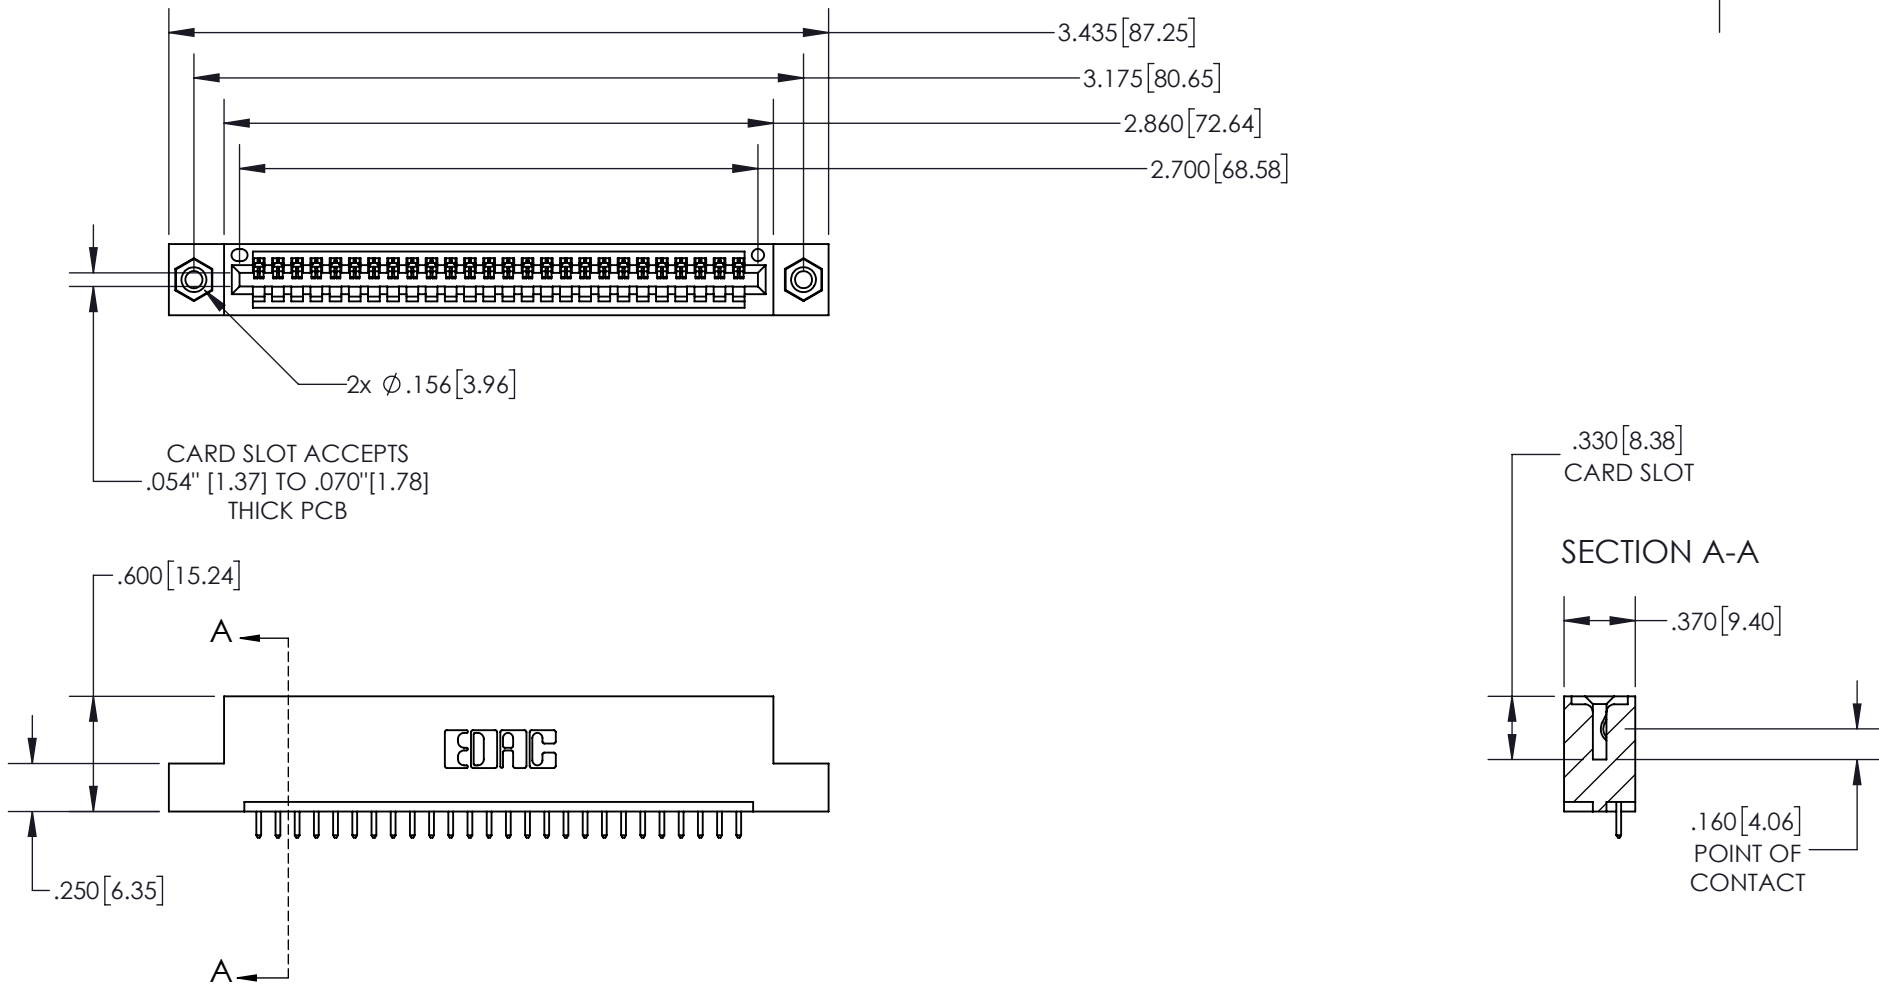 3.435[87.25]
3.175[80.65]
2.860[72.64]
2.700[68.58]
2x ∅.156[3.96]
CARD SLOT ACCEPTS
.054" [1.37] TO .070"[1.78]
THICK PCB
.330[8.38]
CARD SLOT
SECTION A-A
.600[15.24]
A
.370[9.40]
EDAC
.160[4.06]
POINT OF
CONTACT
.250[6.35]
A